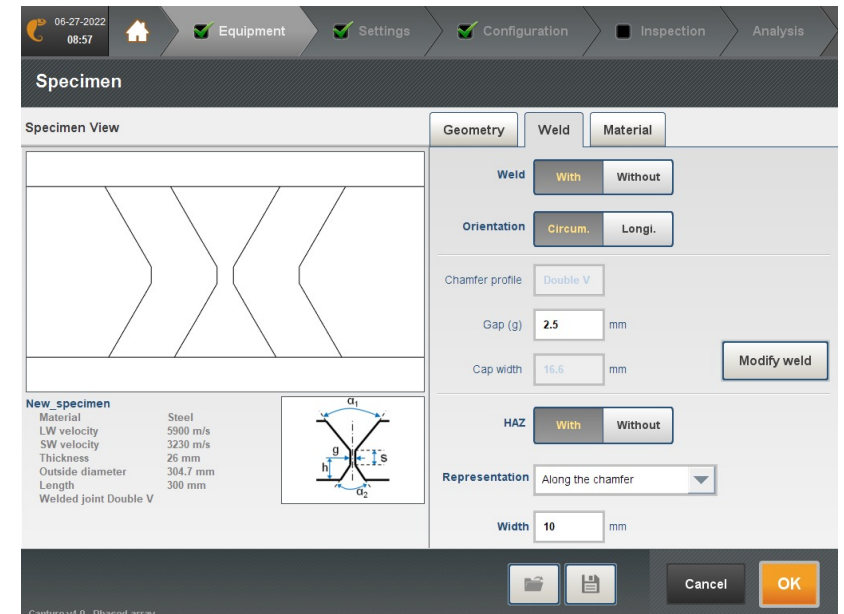 06-27-2022
08:57
Equipment
Settings
Configuration
Inspection
Analysis
Specimen
Specimen View
Geometry
Weld
Material
Weld
With
Without
Orientation
Circum.
Longi.
Chamfer profile
Double V
Gap (g)
2.5
mm
Cap width
16.6
mm
Modify weld
HAZ
With
Without
Representation
Along the chamfer
Width
10
mm
New_specimen
Material Steel
LW velocity 5900 m/s
SW velocity 3230 m/s
Thickness 26 mm
Outside diameter 304.7 mm
Length 300 mm
Welded joint Double V
α1
g
s
h
α2
Cancel
OK
Phased array